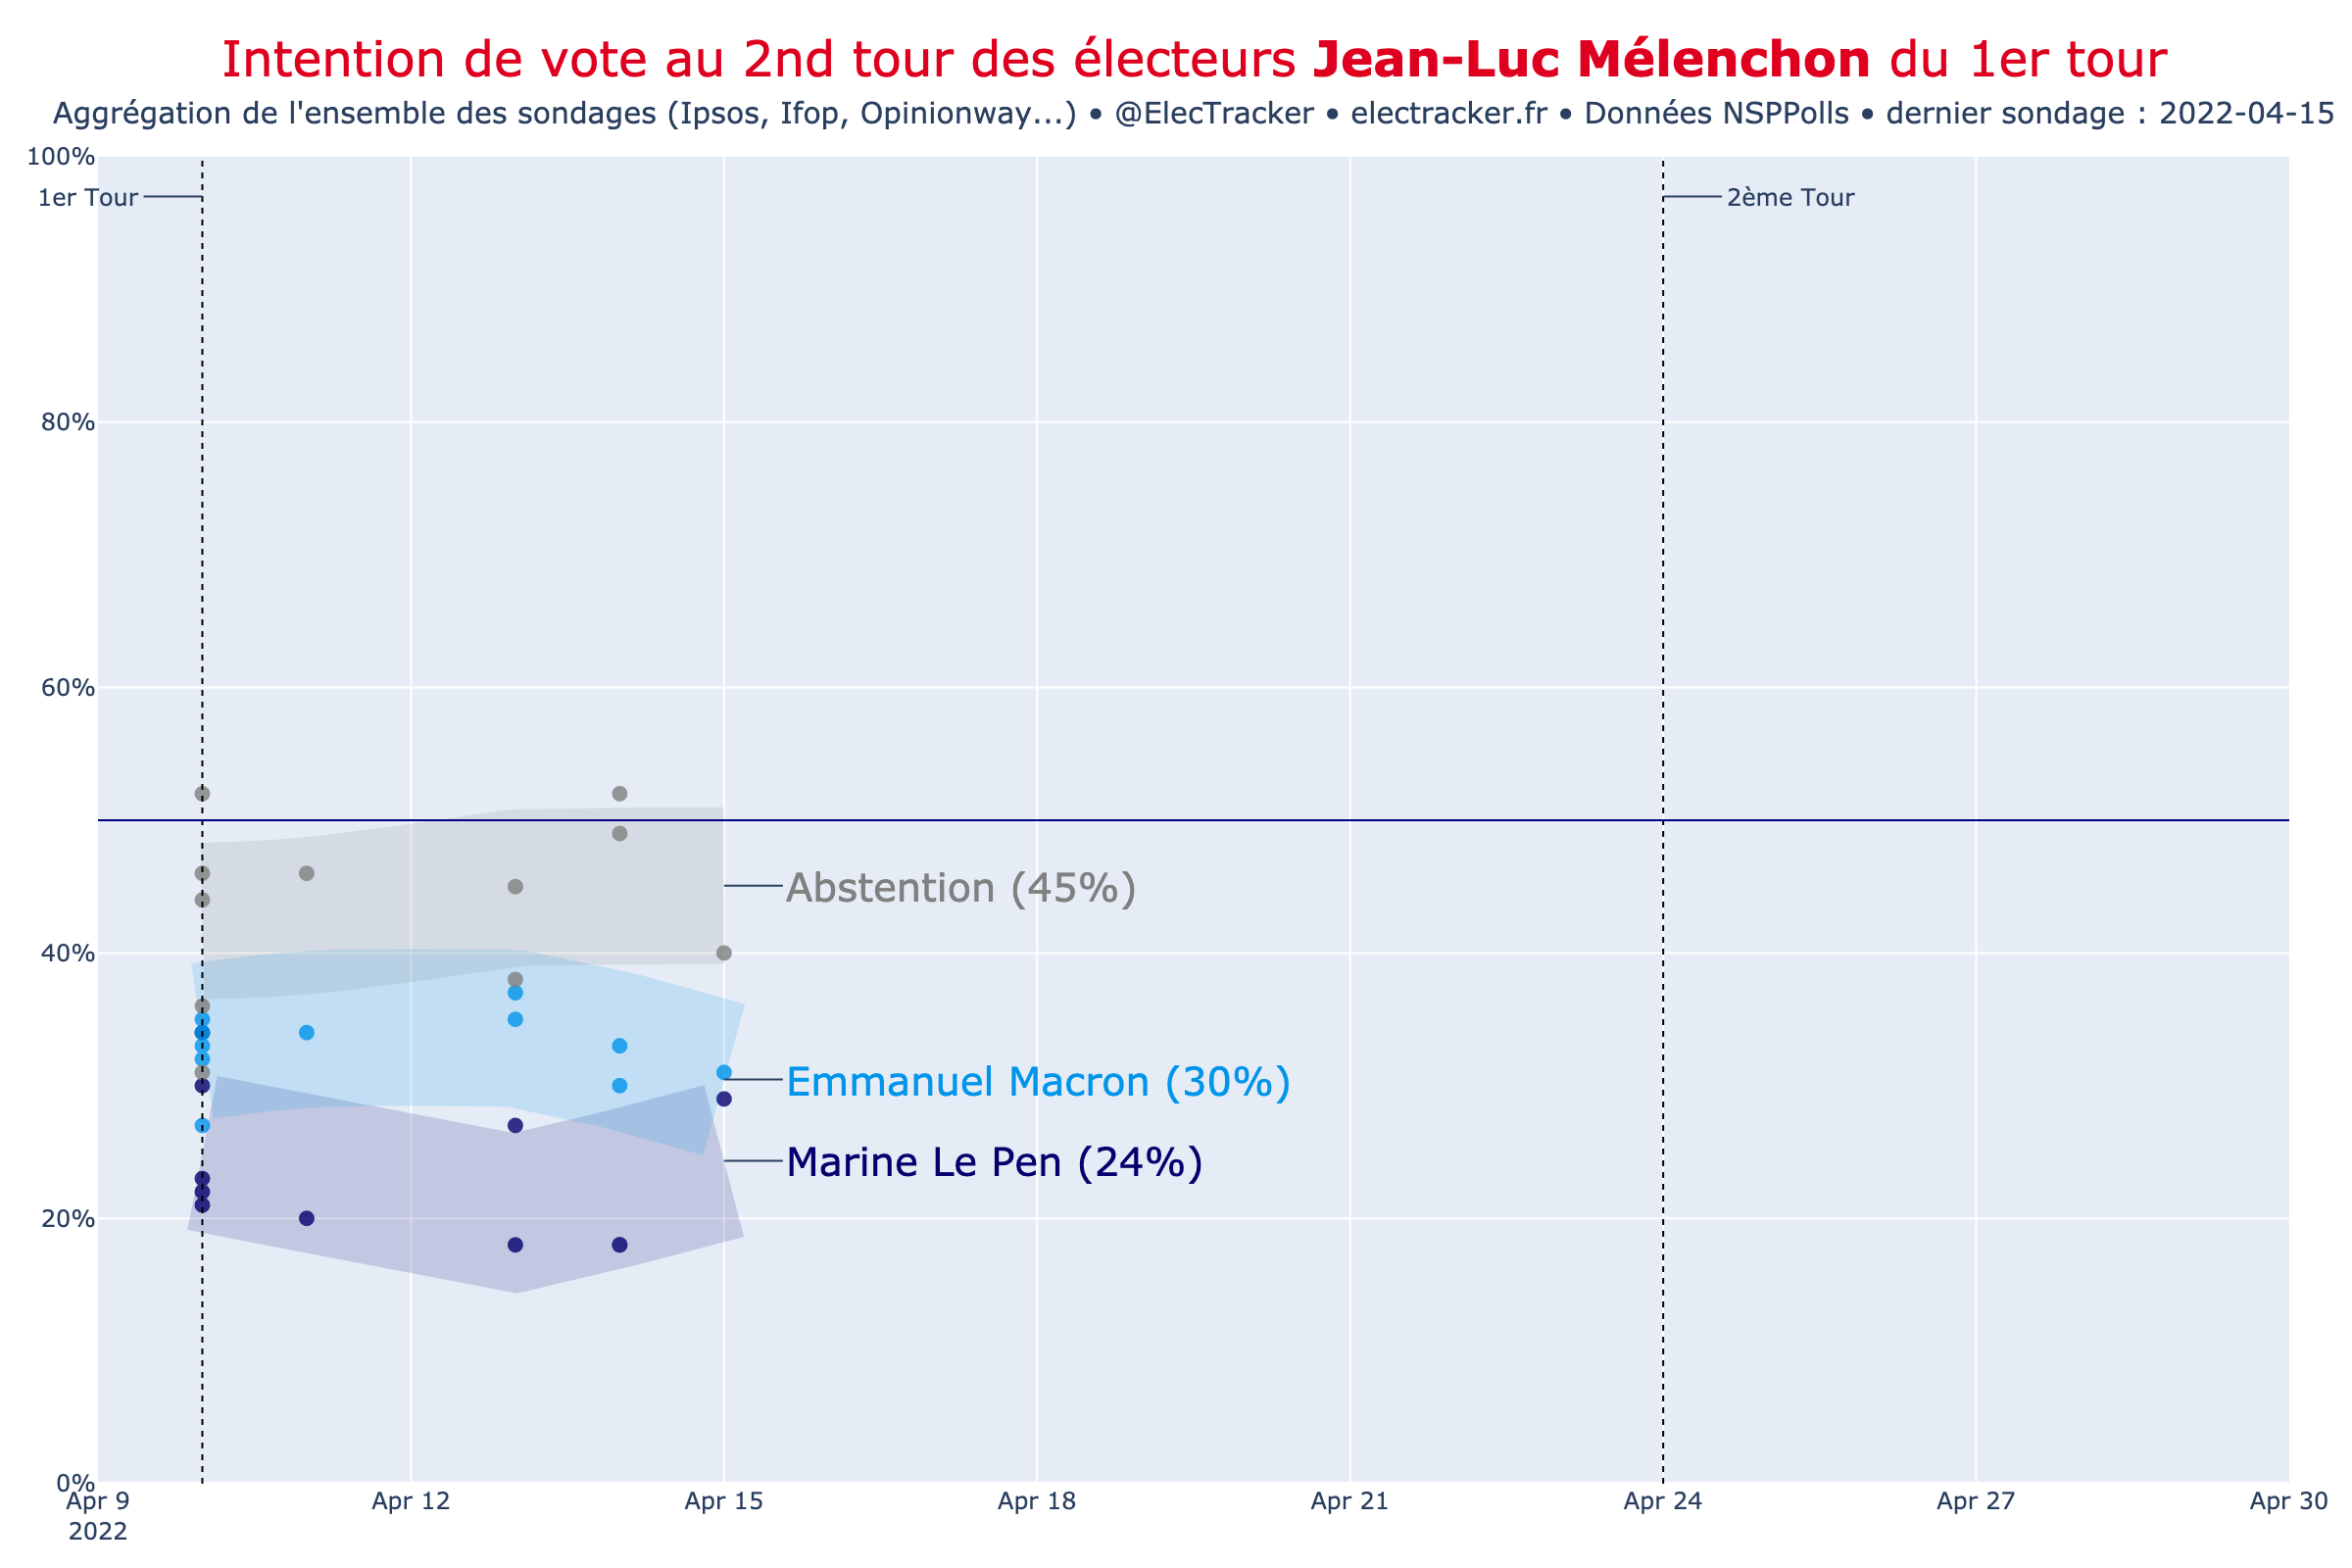 Intention de vote au 2nd tour des électeurs Jean-Luc Mélenchon du 1er tour
Aggrégation de l'ensemble des sondages (Ipsos, Ifop, Opinionway...) • @ElecTracker • electracker.fr • Données NSPPolls • dernier sondage : 2022-04-15
100%
1er Tour
2ème Tour
80%
60%
Abstention (45%)
40%
Emmanuel Macron (30%)
Marine Le Pen (24%)
20%
0%
Apr 9
2022
Apr 12
Apr 15
Apr 18
Apr 21
Apr 24
Apr 27
Apr 30